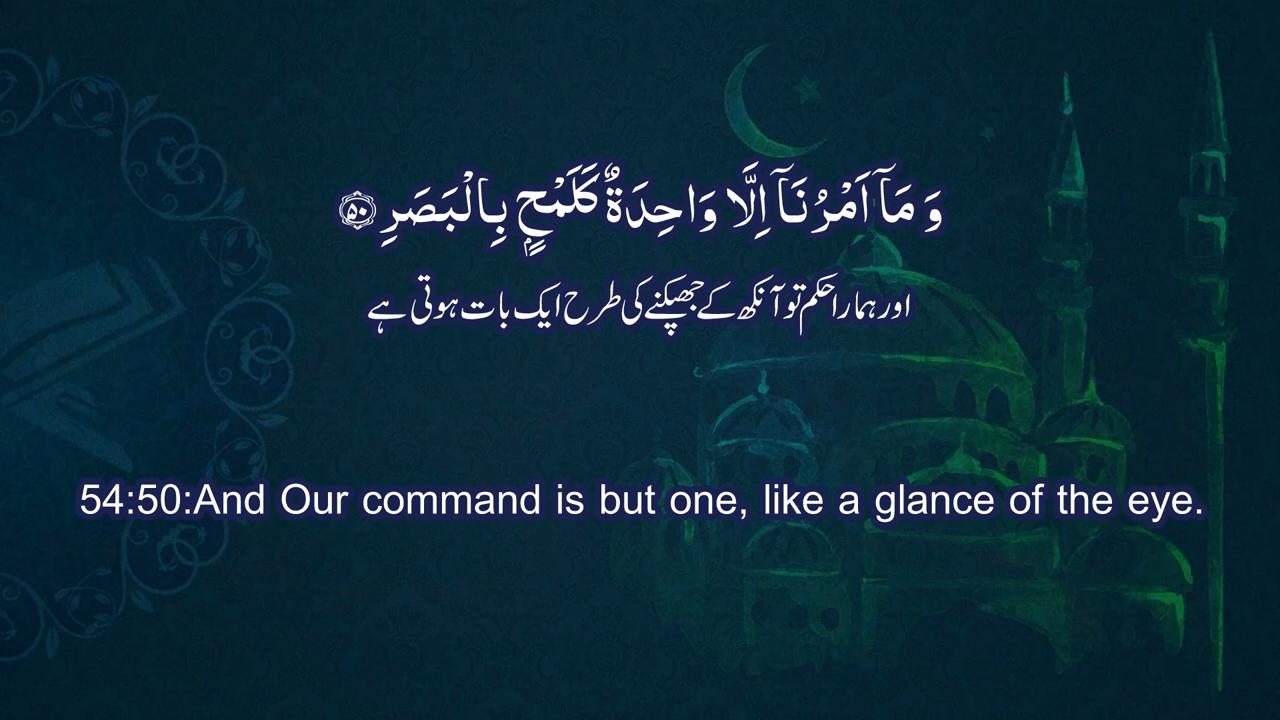 وَ مَاۤ اَمْرُنَاۤ اِلَّا وَاحِدَةٌ كَلَمْحٍۭ بِالْبَصَرِ ﴿۵۰﴾
اور ہمارا حکم تو آنکھ کے جھپکنے کی طرح ایک بات ہوتی ہے
54:50:And Our command is but one, like a glance of the eye.